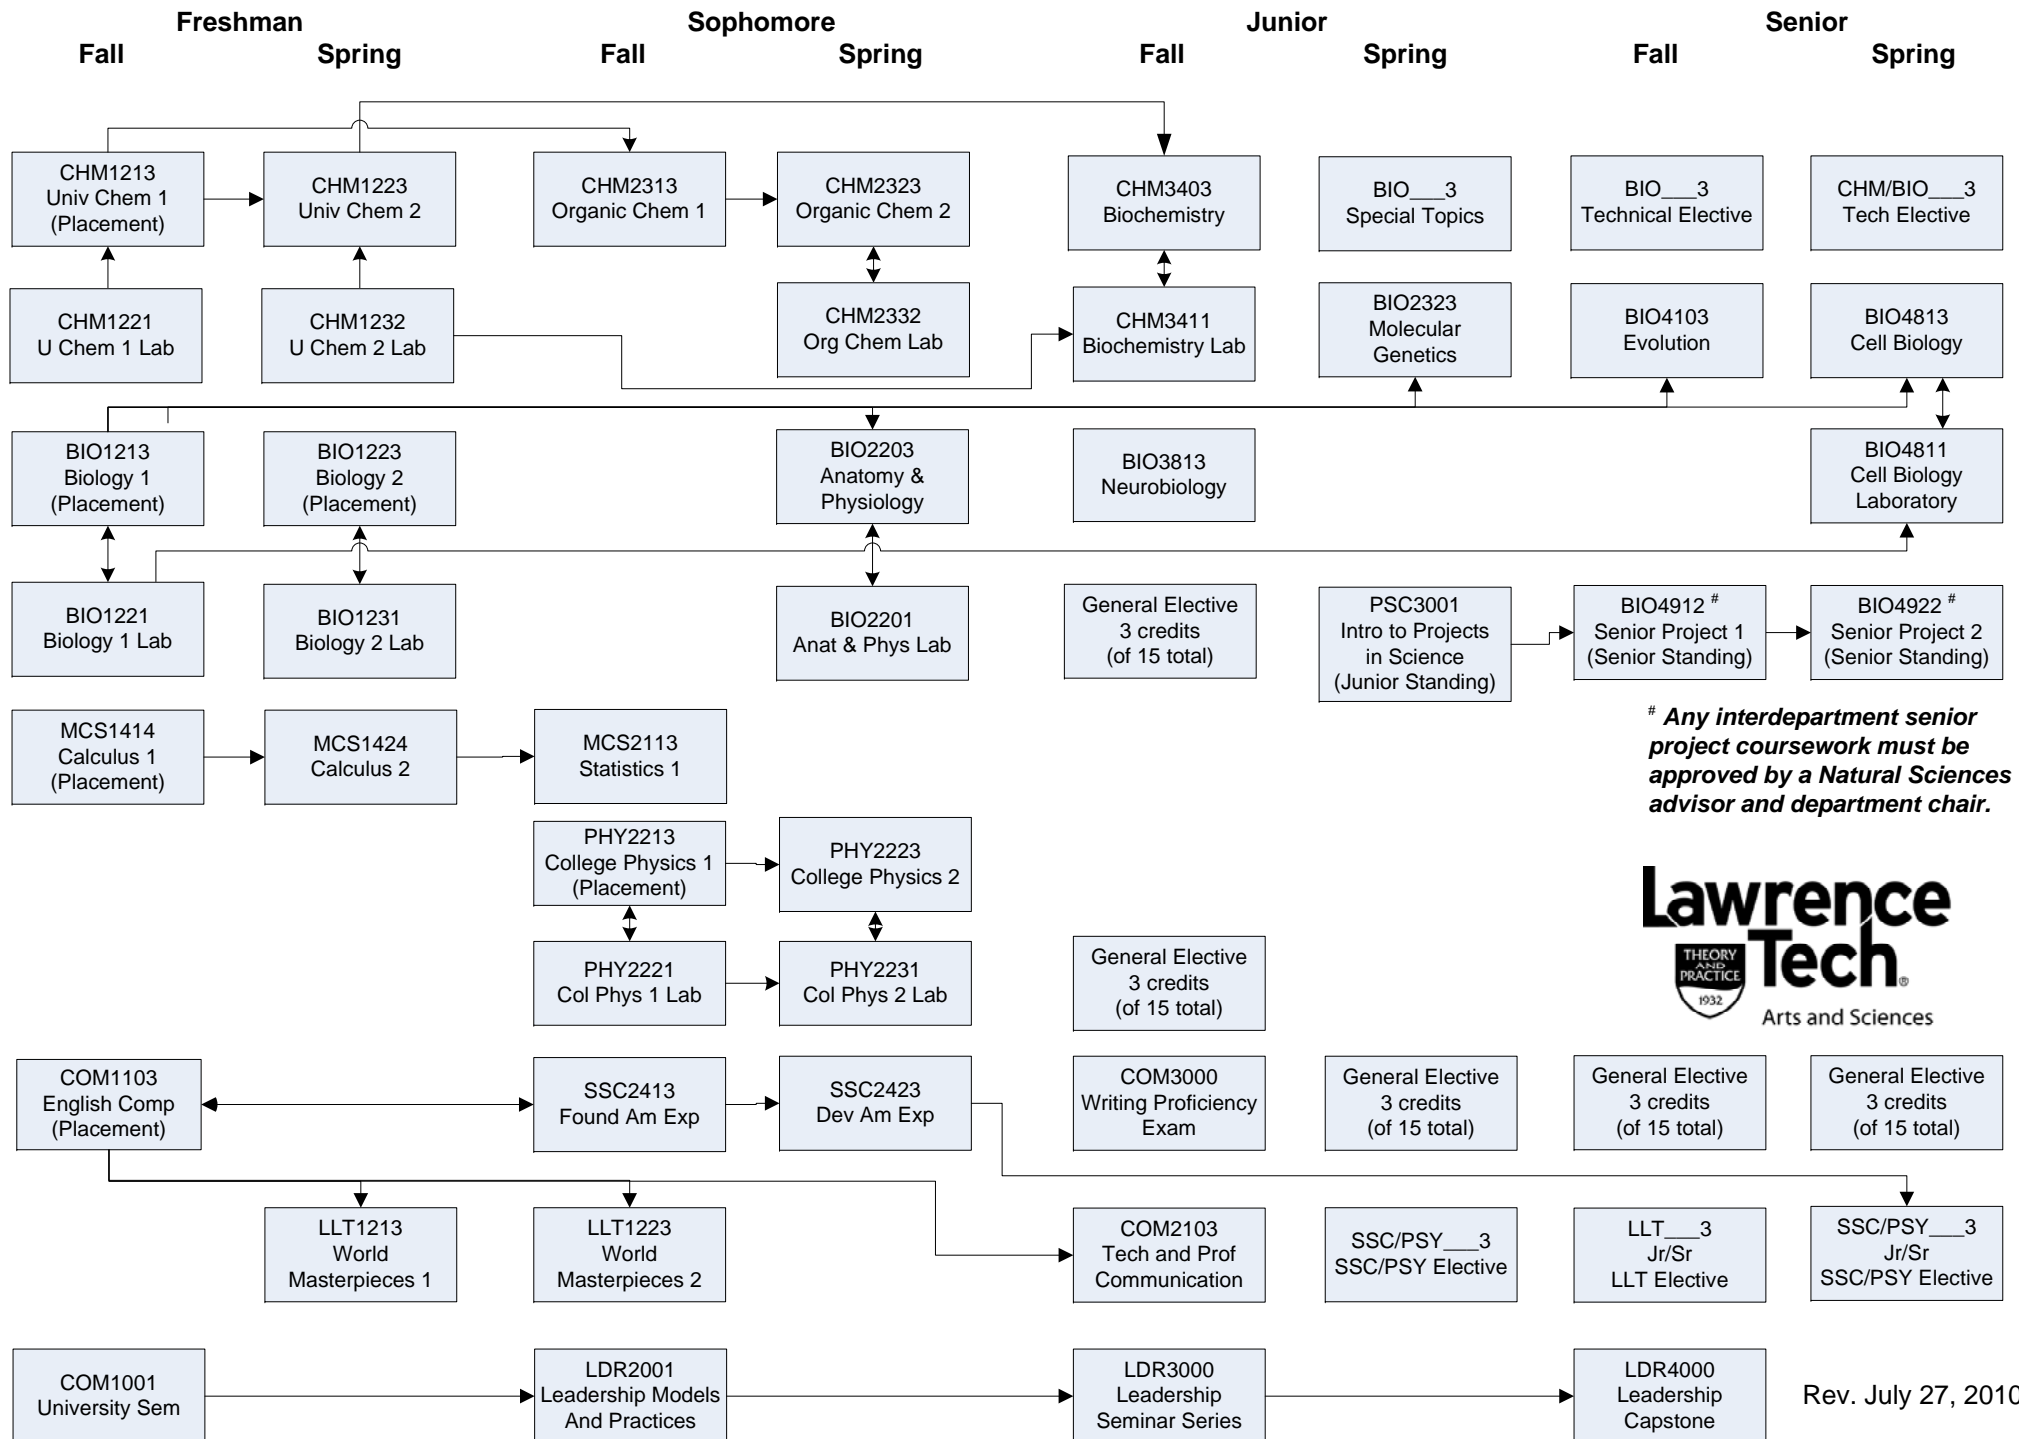 Freshman
Sophomore
Junior
Senior
Fall
Spring
Fall
Spring
Fall
Spring
Fall
Spring
CHM1213
Univ Chem 1
(Placement)
CHM1223
Univ Chem 2
CHM2313
Organic Chem 1
CHM2323
Organic Chem 2
CHM3403
Biochemistry
BIO___3
Special Topics
BIO___3
Technical Elective
CHM/BIO___3
Tech Elective
CHM1221
U Chem 1 Lab
CHM1232
U Chem 2 Lab
CHM2332
Org Chem Lab
CHM3411
Biochemistry Lab
BIO2323
Molecular
Genetics
BIO4103
Evolution
BIO4813
Cell Biology
BIO1213
Biology 1
(Placement)
BIO1223
Biology 2
(Placement)
BIO2203
Anatomy &
Physiology
BIO3813
Neurobiology
BIO4811
Cell Biology
Laboratory
BIO1221
Biology 1 Lab
BIO1231
Biology 2 Lab
BIO2201
Anat & Phys Lab
General Elective
3 credits
(of 15 total)
PSC3001
Intro to Projects
in Science
(Junior Standing)
BIO4912 #
Senior Project 1
(Senior Standing)
BIO4922 #
Senior Project 2
(Senior Standing)
MCS1414
Calculus 1
(Placement)
MCS1424
Calculus 2
MCS2113
Statistics 1
# Any interdepartment senior
project coursework must be
approved by a Natural Sciences
advisor and department chair.
PHY2213
College Physics 1
(Placement)
PHY2223
College Physics 2
Lawrence
Tech®
THEORY
AND
PRACTICE
1932
Arts and Sciences
PHY2221
Col Phys 1 Lab
PHY2231
Col Phys 2 Lab
General Elective
3 credits
(of 15 total)
COM1103
English Comp
(Placement)
SSC2413
Found Am Exp
SSC2423
Dev Am Exp
COM3000
Writing Proficiency
Exam
General Elective
3 credits
(of 15 total)
General Elective
3 credits
(of 15 total)
General Elective
3 credits
(of 15 total)
LLT1213
World
Masterpieces 1
LLT1223
World
Masterpieces 2
COM2103
Tech and Prof
Communication
SSC/PSY___3
SSC/PSY Elective
LLT___3
Jr/Sr
LLT Elective
SSC/PSY___3
Jr/Sr
SSC/PSY Elective
COM1001
University Sem
LDR2001
Leadership Models
And Practices
LDR3000
Leadership
Seminar Series
LDR4000
Leadership
Capstone
Rev. July 27, 2010